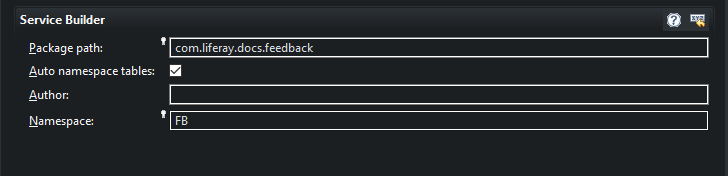 Service Builder
Package path: com.liferay.docs.feedback
Auto namespace tables:
Author:
Namespace: FB